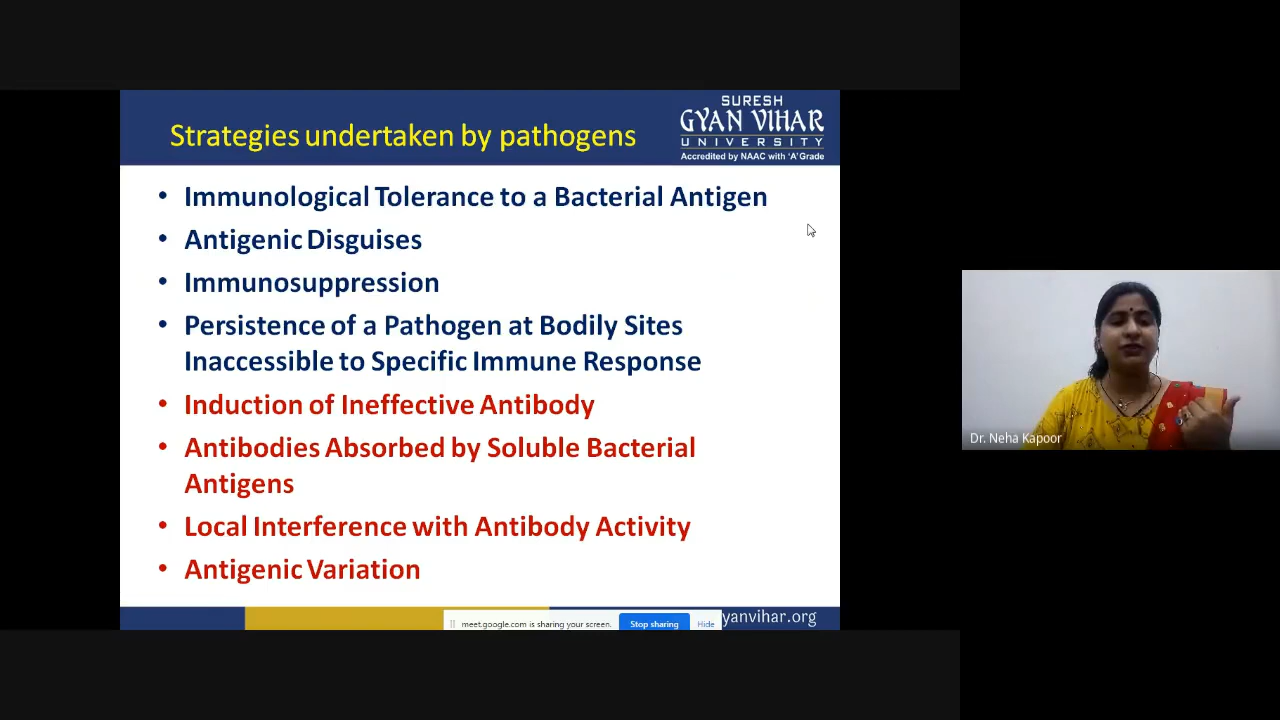 SURESH
GYAN VIHAR
UNIVERSITY
Accredited by NAAC with 'A' Grade
Strategies undertaken by pathogens
• Immunological Tolerance to a Bacterial Antigen
• Antigenic Disguises
• Immunosuppression
• Persistence of a Pathogen at Bodily Sites
Inaccessible to Specific Immune Response
• Induction of Ineffective Antibody
• Antibodies Absorbed by Soluble Bacterial
Antigens
• Local Interference with Antibody Activity
• Antigenic Variation
meet.google.com is sharing your screen.
Stop sharing
Hide
yanvihar.org
Dr. Neha Kapoor